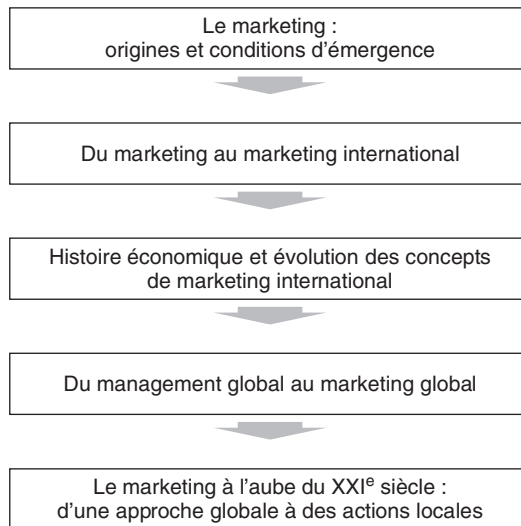 Le marketing :
origines et conditions d’émergence
Du marketing au marketing international
Histoire économique et évolution des concepts
de marketing international
Du management global au marketing global
Le marketing à l’aube du XXIᵉ siècle :
d’une approche globale à des actions locales